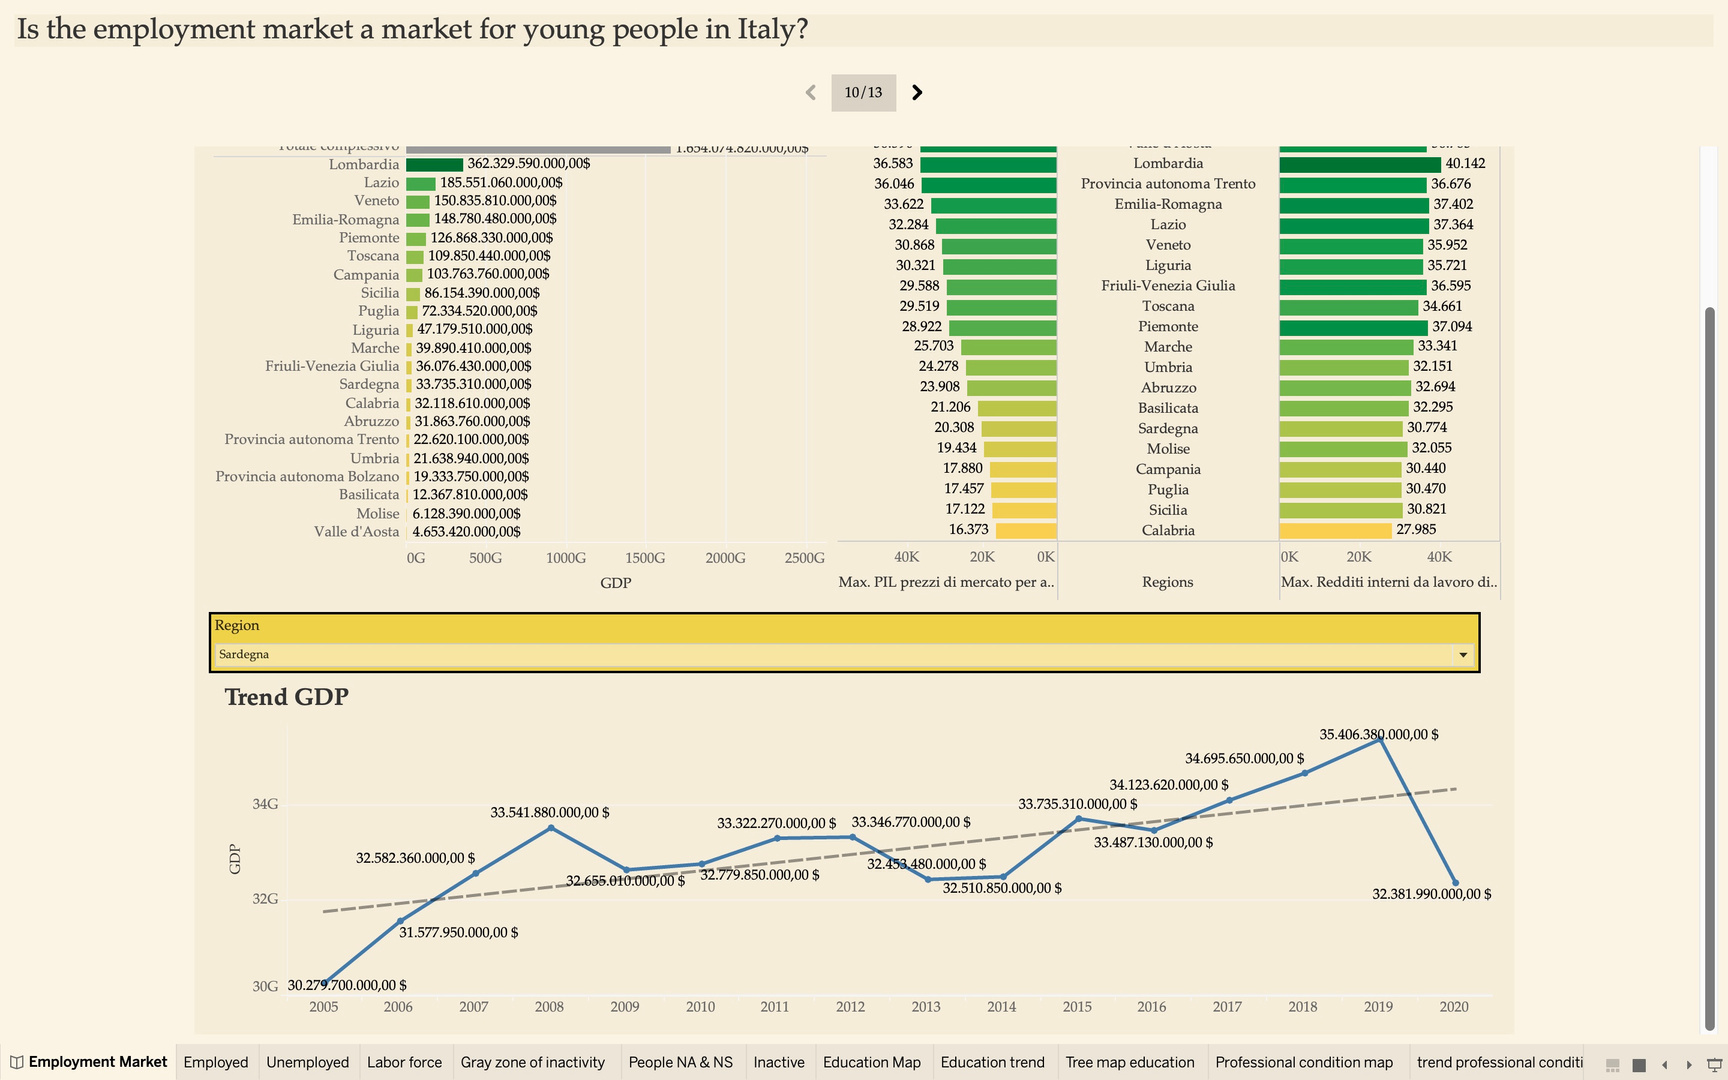 Is the employment market a market for young people in Italy?
10/13
Totale complessivo 1.654.074.820.000,00$
Lombardia 362.329.590.000,00$
Lazio 185.551.060.000,00$
Veneto 150.835.810.000,00$
Emilia-Romagna 148.780.480.000,00$
Piemonte 126.868.330.000,00$
Toscana 109.850.440.000,00$
Campania 103.763.760.000,00$
Sicilia 86.154.390.000,00$
Puglia 72.334.520.000,00$
Liguria 47.179.510.000,00$
Marche 39.890.410.000,00$
Friuli-Venezia Giulia 36.076.430.000,00$
Sardegna 33.735.310.000,00$
Calabria 32.118.610.000,00$
Abruzzo 31.863.760.000,00$
Provincia autonoma Trento 22.620.100.000,00$
Umbria 21.638.940.000,00$
Provincia autonoma Bolzano 19.333.750.000,00$
Basilicata 12.367.810.000,00$
Molise 6.128.390.000,00$
Valle d'Aosta 4.653.420.000,00$
0G 500G 1000G 1500G 2000G 2500G
GDP
36.583 Lombardia 40.142
36.046 Provincia autonoma Trento 36.676
33.622 Emilia-Romagna 37.402
32.284 Lazio 37.364
30.868 Veneto 35.952
30.321 Liguria 35.721
29.588 Friuli-Venezia Giulia 36.595
29.519 Toscana 34.661
28.922 Piemonte 37.094
25.703 Marche 33.341
24.278 Umbria 32.151
23.908 Abruzzo 32.694
21.206 Basilicata 32.295
20.308 Sardegna 30.774
19.434 Molise 32.055
17.880 Campania 30.440
17.457 Puglia 30.470
17.122 Sicilia 30.821
16.373 Calabria 27.985
40K 20K 0K 0K 20K 40K
Max. PIL prezzi di mercato per a.. Regions Max. Redditi interni da lavoro di..
Region
Sardegna
Trend GDP
GDP
34G
32G
30G
30.279.700.000,00 $
31.577.950.000,00 $
32.582.360.000,00 $
33.541.880.000,00 $
32.655.010.000,00 $
32.779.850.000,00 $
33.322.270.000,00 $
33.346.770.000,00 $
32.453.480.000,00 $
32.510.850.000,00 $
33.735.310.000,00 $
33.487.130.000,00 $
34.123.620.000,00 $
34.695.650.000,00 $
35.406.380.000,00 $
32.381.990.000,00 $
2005 2006 2007 2008 2009 2010 2011 2012 2013 2014 2015 2016 2017 2018 2019 2020
Employment Market Employed Unemployed Labor force Gray zone of inactivity People NA & NS Inactive Education Map Education trend Tree map education Professional condition map trend professional conditi